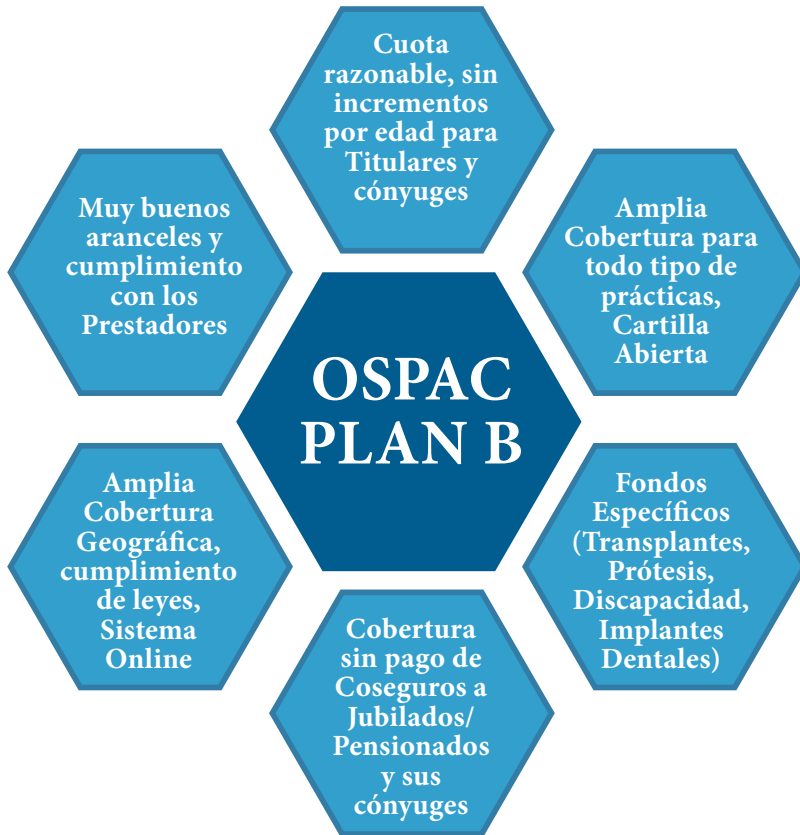 Cuota
razonable, sin
incrementos
por edad para
Titulares y
cónyuges
Muy buenos
aranceles y
cumplimiento
con los
Prestadores
Amplia
Cobertura para
todo tipo de
prácticas,
Cartilla
Abierta
OSPAC
PLAN B
Amplia
Cobertura
Geográfica,
cumplimiento
de leyes,
Sistema
Online
Fondos
Específicos
(Transplantes,
Prótesis,
Discapacidad,
Implantes
Dentales)
Cobertura
sin pago de
Coseguros a
Jubilados/
Pensionados
y sus
cónyuges